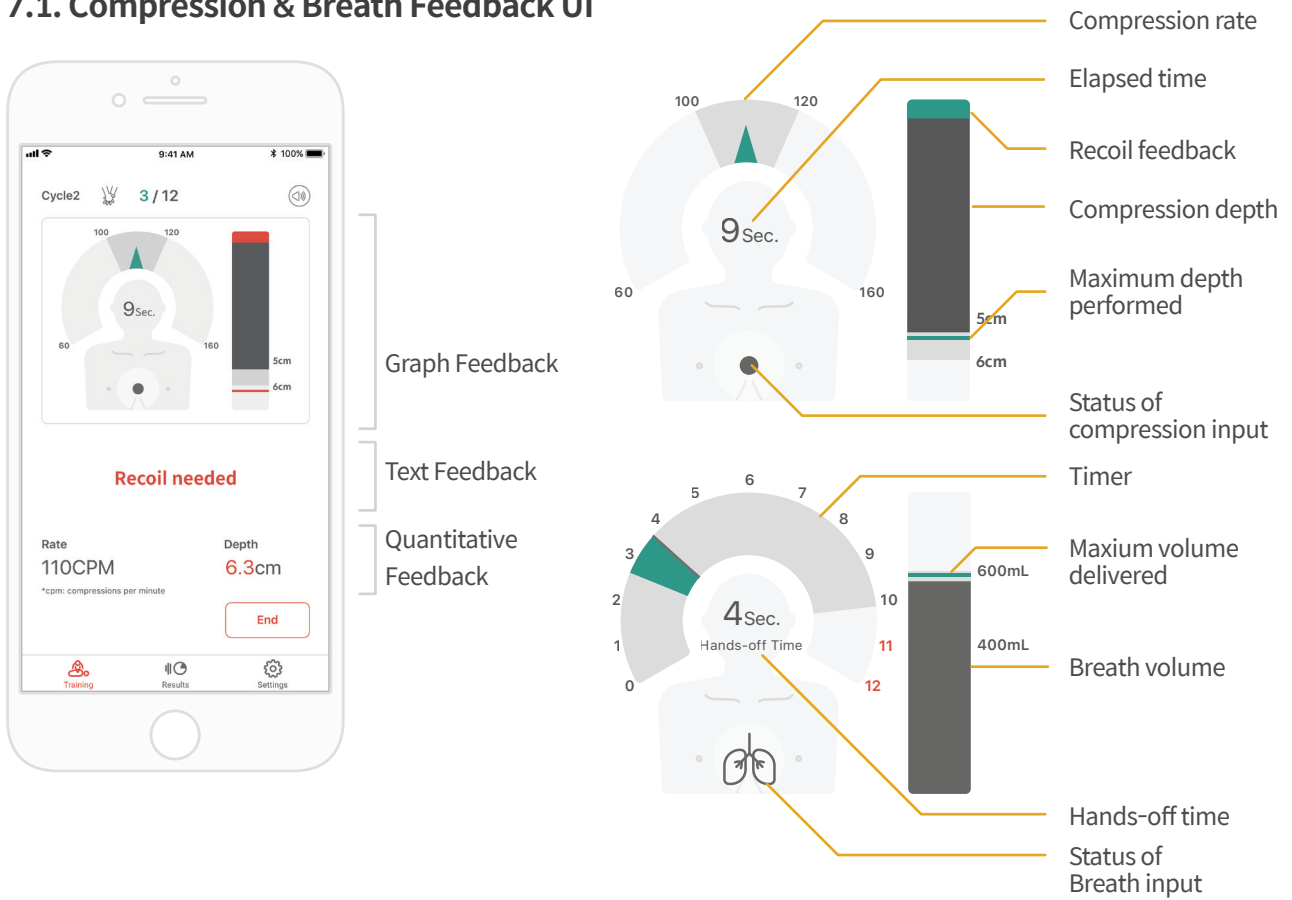 7.1. Compression & Breath Feedback UI
9:41 AM
100%
Cycle2
3 / 12
100
120
9Sec.
60
160
5cm
6cm
Recoil needed
Rate
110CPM
*cpm: compressions per minute
Depth
6.3cm
End
Training
Results
Settings
Graph Feedback
Text Feedback
Quantitative
Feedback
100
120
9Sec.
60
160
5cm
6cm
Compression rate
Elapsed time
Recoil feedback
Compression depth
Maximum depth
performed
Status of
compression input
0
1
2
3
4
5
6
7
8
9
10
11
12
4Sec.
Hands-off Time
600mL
400mL
Timer
Maxium volume
delivered
Breath volume
Hands-off time
Status of
Breath input